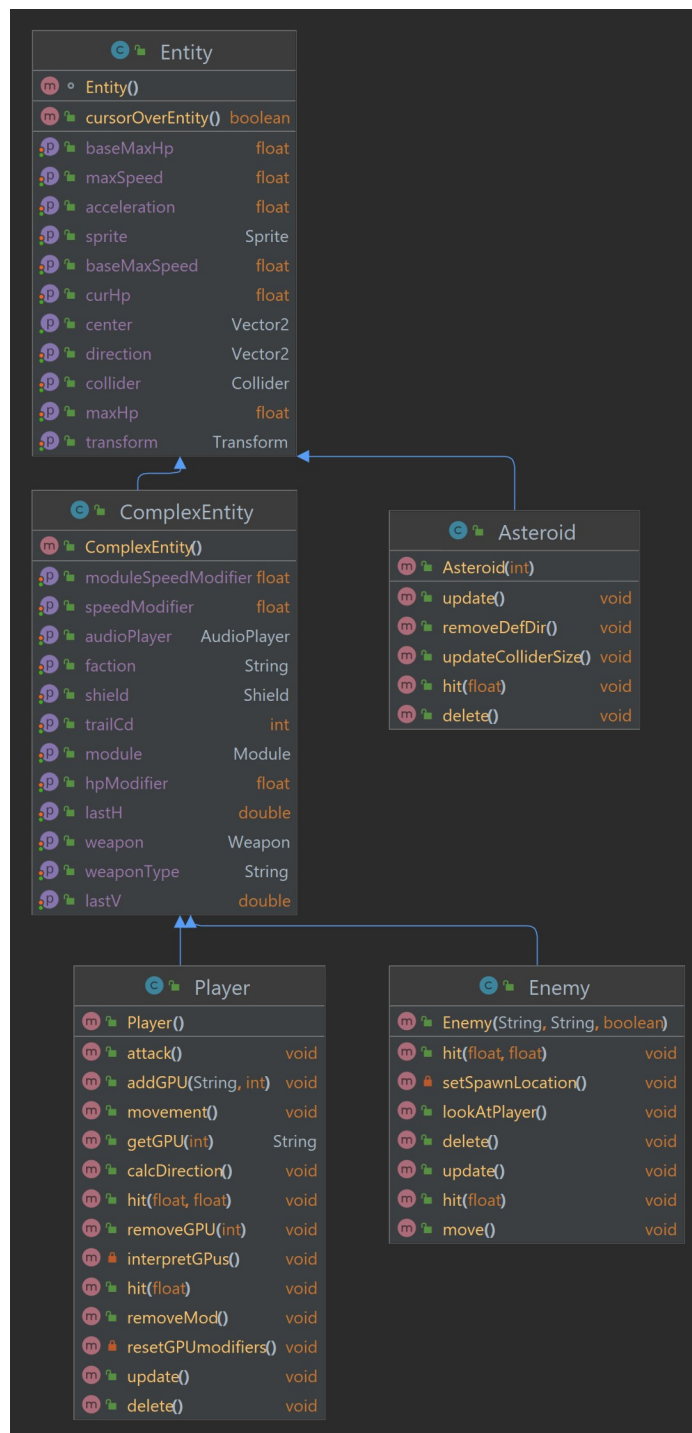 Entity
Entity()
cursorOverEntity() boolean
baseMaxHp float
maxSpeed float
acceleration float
sprite Sprite
baseMaxSpeed float
curHp float
center Vector2
direction Vector2
collider Collider
maxHp float
transform Transform
ComplexEntity
ComplexEntity()
moduleSpeedModifier float
speedModifier float
audioPlayer AudioPlayer
faction String
shield Shield
trailCd int
module Module
hpModifier float
lastH double
weapon Weapon
weaponType String
lastV double
Asteroid
Asteroid(int)
update() void
removeDefDir() void
updateColliderSize() void
hit(float) void
delete() void
Player
Player()
attack() void
addGPU(String, int) void
movement() void
getGPU(int) String
calcDirection() void
hit(float, float) void
removeGPU(int) void
interpretGPus() void
hit(float) void
removeMod() void
resetGPUmodifiers() void
update() void
delete() void
Enemy
Enemy(String, String, boolean)
hit(float, float) void
setSpawnLocation() void
lookAtPlayer() void
delete() void
update() void
hit(float) void
move() void